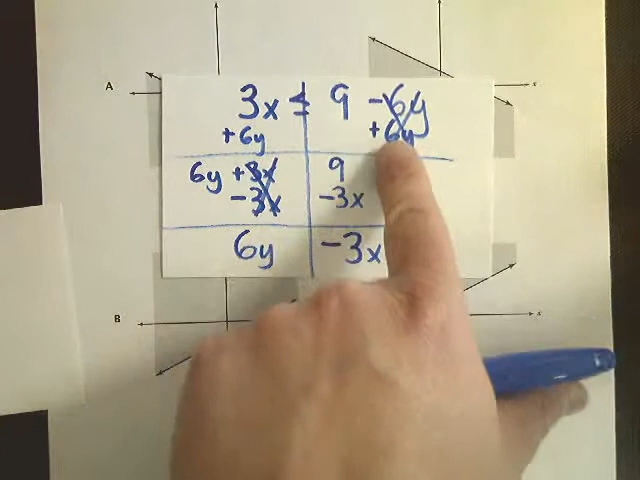 A
x
3x ≤ 9 -6y
+6y +6y
6y +3x 9
-3x -3x
6y -3x
B
x